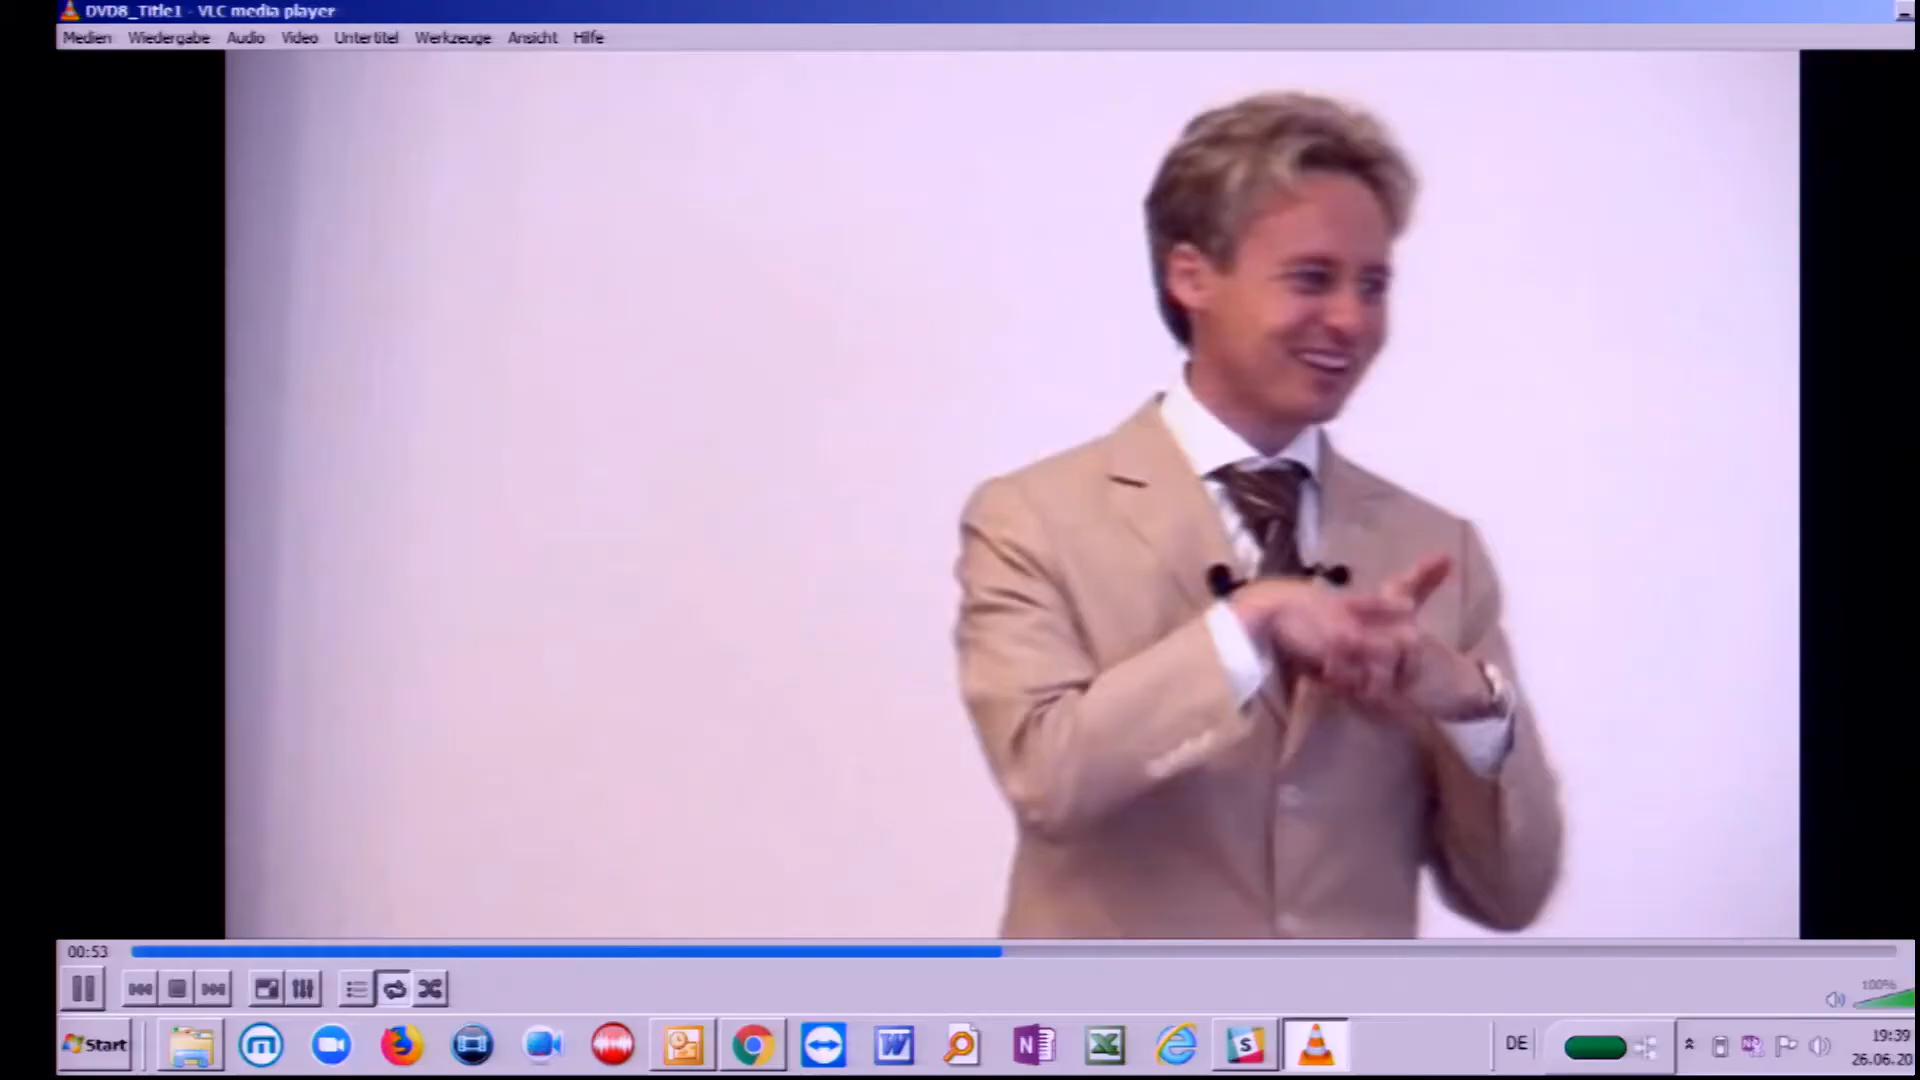 DVD8_Title1 - VLC media player
Medien Wiedergabe Audio Video Untertitel Werkzeuge Ansicht Hilfe
00:53
100%
Start
DE
19:39
26.06.20